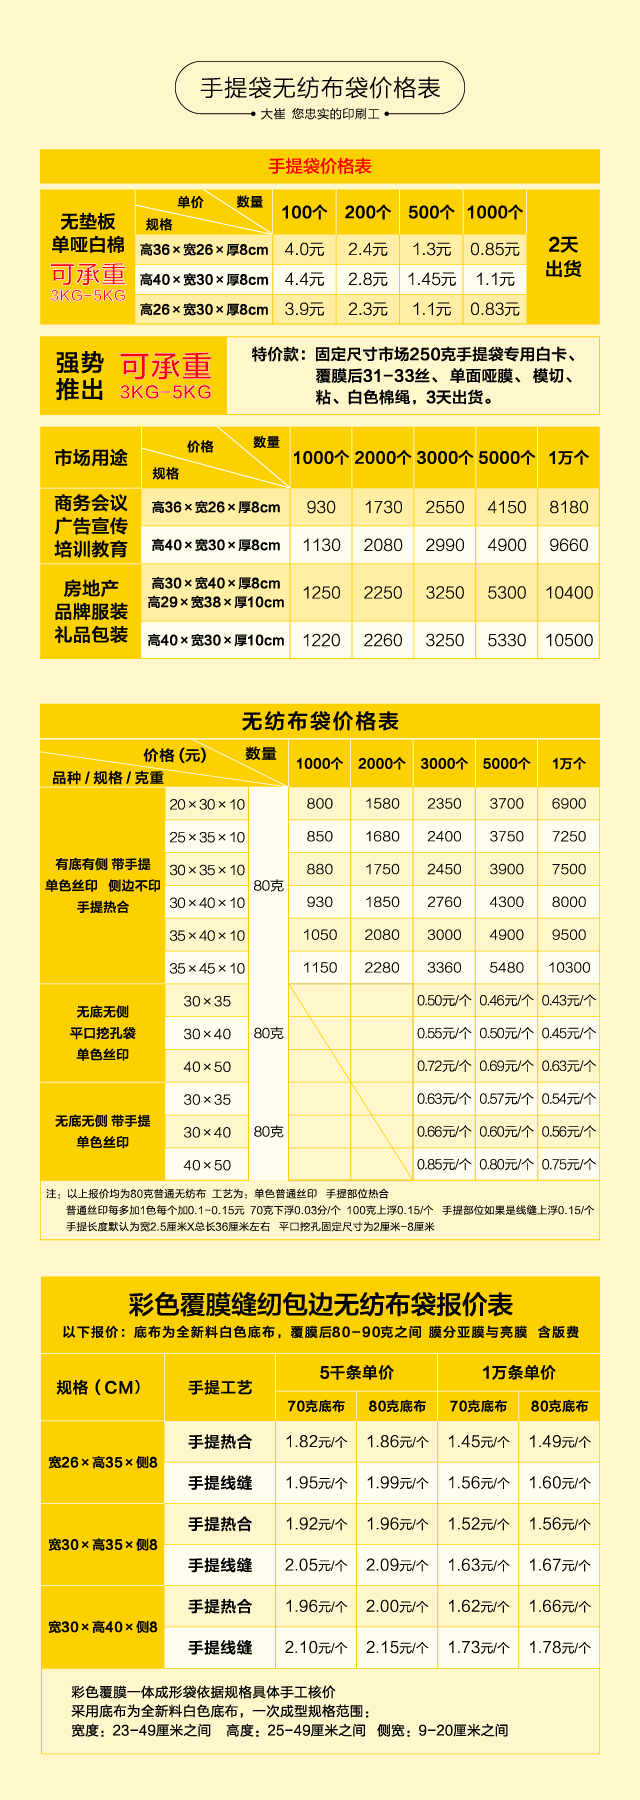 手提袋无纺布袋价格表
大崔 您忠实的印刷工
手提袋价格表
无垫板
单哑白棉
可承重
3KG-5KG
单价 数量
规格
100个 200个 500个 1000个
高36×宽26×厚8cm 4.0元 2.4元 1.3元 0.85元
高40×宽30×厚8cm 4.4元 2.8元 1.45元 1.1元
高26×宽30×厚8cm 3.9元 2.3元 1.1元 0.83元
2天
出货
强势
推出
可承重
3KG-5KG
特价款：固定尺寸市场250克手提袋专用白卡、
覆膜后31-33丝、单面哑膜、模切、
粘、白色棉绳，3天出货。
市场用途 价格 数量
规格
1000个 2000个 3000个 5000个 1万个
商务会议
广告宣传
培训教育
高36×宽26×厚8cm 930 1730 2550 4150 8180
高40×宽30×厚8cm 1130 2080 2990 4900 9660
房地产
品牌服装
礼品包装
高30×宽40×厚8cm
高29×宽38×厚10cm
1250 2250 3250 5300 10400
高40×宽30×厚10cm 1220 2260 3250 5330 10500
无纺布袋价格表
价格(元) 数量
品种/规格/克重
1000个 2000个 3000个 5000个 1万个
有底有侧 带手提
单色丝印 侧边不印
手提热合
80克
20×30×10 800 1580 2350 3700 6900
25×35×10 850 1680 2400 3750 7250
30×35×10 880 1750 2450 3900 7500
30×40×10 930 1850 2760 4300 8000
35×40×10 1050 2080 3000 4900 9500
35×45×10 1150 2280 3360 5480 10300
无底无侧
平口挖孔袋
单色丝印
80克
30×35 0.50元/个 0.46元/个 0.43元/个
30×40 0.55元/个 0.50元/个 0.45元/个
40×50 0.72元/个 0.69元/个 0.63元/个
无底无侧 带手提
单色丝印
80克
30×35 0.63元/个 0.57元/个 0.54元/个
30×40 0.66元/个 0.60元/个 0.56元/个
40×50 0.85元/个 0.80元/个 0.75元/个
注：以上报价均为80克普通无纺布 工艺为：单色普通丝印 手提部位热合
普通丝印每多加1色每个加0.1-0.15元 70克下浮0.03分/个 100克上浮0.15/个 手提部位如果是线缝上浮0.15/个
手提长度默认为宽2.5厘米X总长36厘米左右 平口挖孔固定尺寸为2厘米-8厘米
彩色覆膜缝纫包边无纺布袋报价表
以下报价：底布为全新料白色底布，覆膜后80-90克之间 膜分亚膜与亮膜 含版费
规格（CM） 手提工艺 5千条单价 1万条单价
70克底布 80克底布 70克底布 80克底布
宽26×高35×侧8
手提热合 1.82元/个 1.86元/个 1.45元/个 1.49元/个
手提线缝 1.95元/个 1.99元/个 1.56元/个 1.60元/个
宽30×高35×侧8
手提热合 1.92元/个 1.96元/个 1.52元/个 1.56元/个
手提线缝 2.05元/个 2.09元/个 1.63元/个 1.67元/个
宽30×高40×侧8
手提热合 1.96元/个 2.00元/个 1.62元/个 1.66元/个
手提线缝 2.10元/个 2.15元/个 1.73元/个 1.78元/个
彩色覆膜一体成形袋依据规格具体手工核价
采用底布为全新料白色底布，一次成型规格范围：
宽度：23-49厘米之间 高度：25-49厘米之间 侧宽：9-20厘米之间